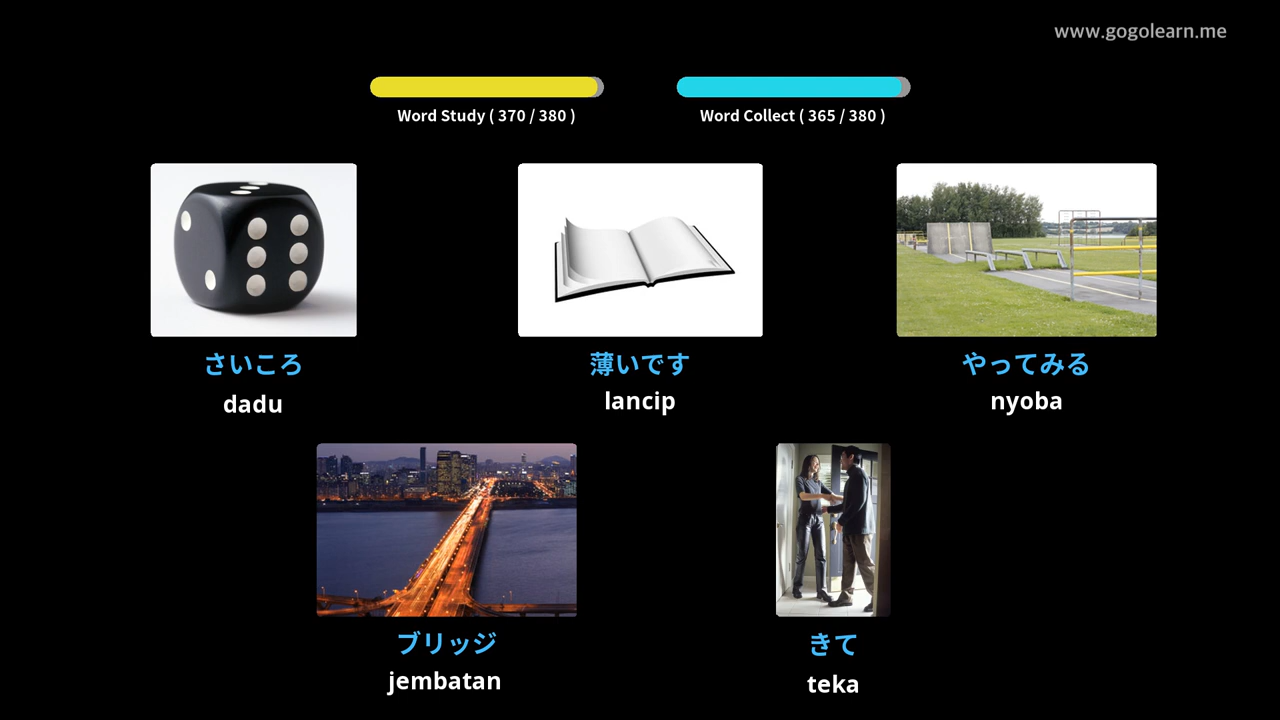 www.gogolearn.me
Word Study ( 370 / 380 )
Word Collect ( 365 / 380 )
さいころ
dadu
薄いです
lancip
やってみる
nyoba
ブリッジ
jembatan
きて
teka